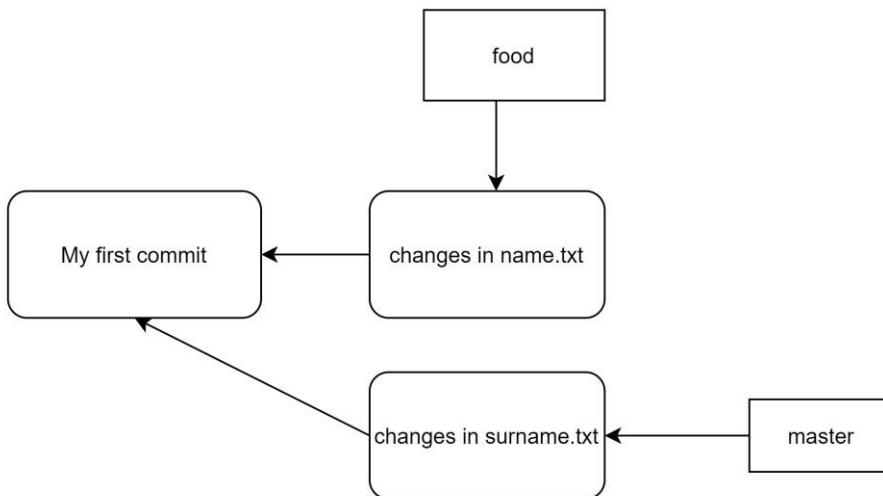 food
My first commit
changes in name.txt
changes in surname.txt
master